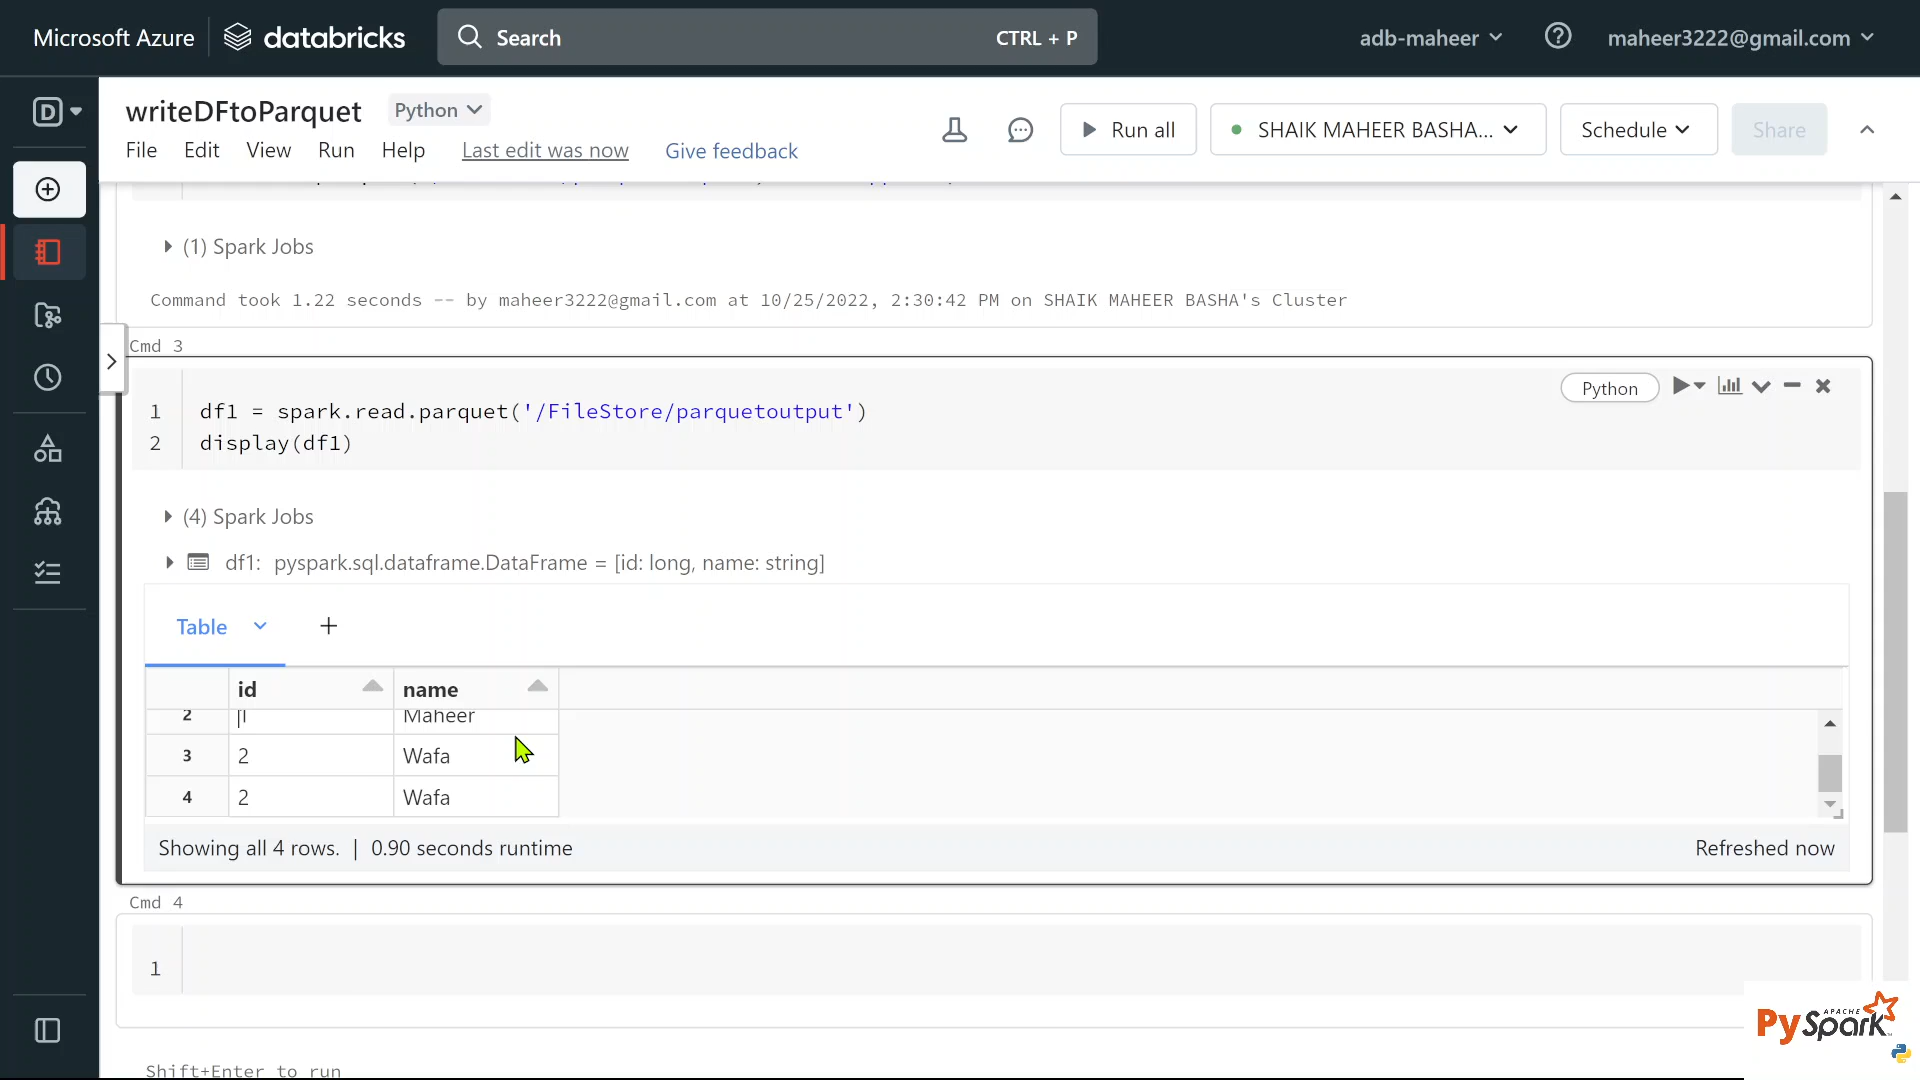 Microsoft Azure databricks Search CTRL + P adb-maheer maheer3222@gmail.com
D writeDFtoParquet Python
File Edit View Run Help Last edit was now Give feedback
Run all SHAIK MAHEER BASHA... Schedule Share
(1) Spark Jobs
Command took 1.22 seconds -- by maheer3222@gmail.com at 10/25/2022, 2:30:42 PM on SHAIK MAHEER BASHA's Cluster
Cmd 3
Python
1 df1 = spark.read.parquet('/FileStore/parquetoutput')
2 display(df1)
(4) Spark Jobs
df1: pyspark.sql.dataframe.DataFrame = [id: long, name: string]
Table +
id name
2 1 Maheer
3 2 Wafa
4 2 Wafa
Showing all 4 rows. | 0.90 seconds runtime Refreshed now
Cmd 4
1
Shift+Enter to run
APACHE
PySpark